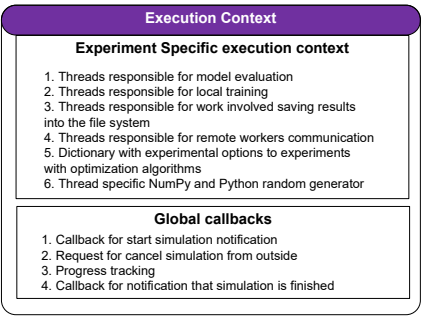 Execution Context
Experiment Specific execution context
1. Threads responsible for model evaluation
2. Threads responsible for local training
3. Threads responsible for work involved saving results
into the file system
4. Threads responsible for remote workers communication
5. Dictionary with experimental options to experiments
with optimization algorithms
6. Thread specific NumPy and Python random generator
Global callbacks
1. Callback for start simulation notification
2. Request for cancel simulation from outside
3. Progress tracking
4. Callback for notification that simulation is finished